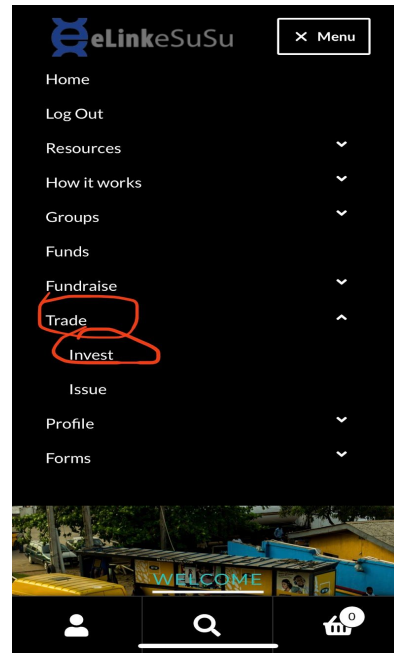 eLinkeSuSu
× Menu
Home
Log Out
Resources
How it works
Groups
Funds
Fundraise
Trade
Invest
Issue
Profile
Forms
WELCOME
0